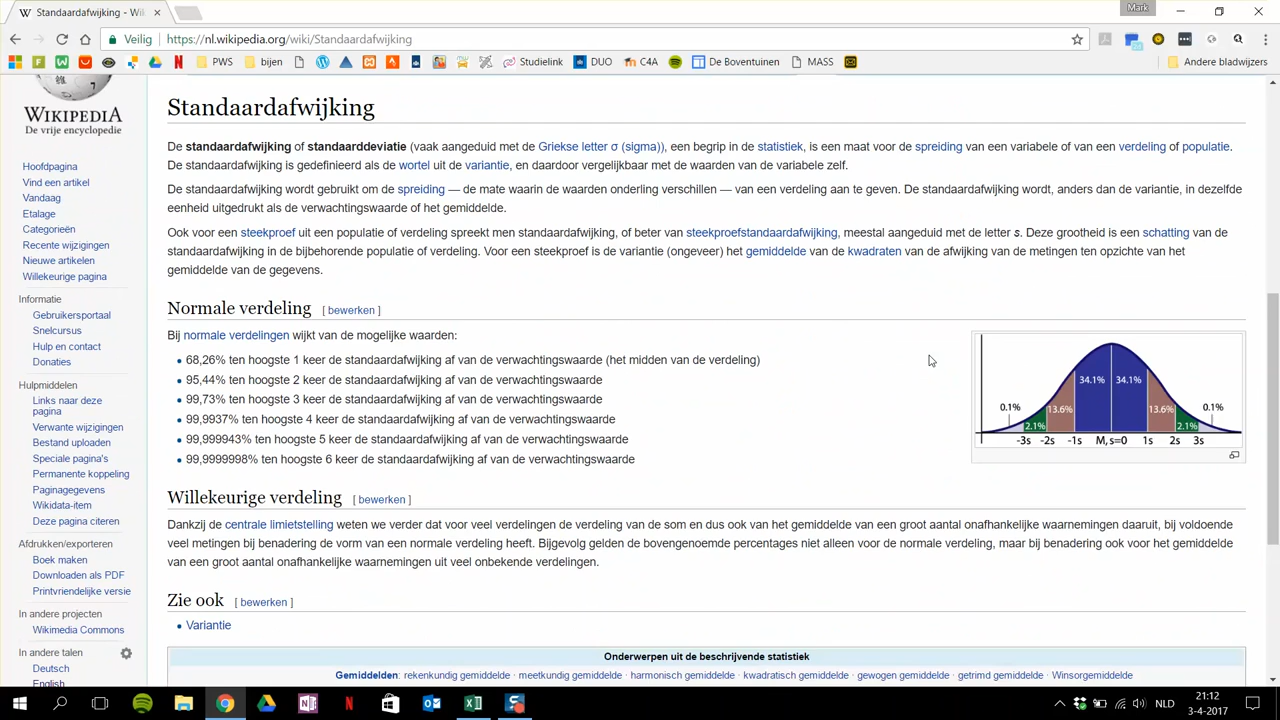 Standaardafwijking - Wi
Mark
Veilig
https://nl.wikipedia.org/wiki/Standaardafwijking
PWS
bijen
Studielink
DUO
C4A
De Boventuinen
MASS
Andere bladwijzers
WIKIPEDIA
De vrije encyclopedie
Hoofdpagina
Vind een artikel
Vandaag
Etalage
Categorieën
Recente wijzigingen
Nieuwe artikelen
Willekeurige pagina
Informatie
Gebruikersportaal
Snelcursus
Hulp en contact
Donaties
Hulpmiddelen
Links naar deze
pagina
Verwante wijzigingen
Bestand uploaden
Speciale pagina's
Permanente koppeling
Paginagegevens
Wikidata-item
Deze pagina citeren
Afdrukken/exporteren
Boek maken
Downloaden als PDF
Printvriendelijke versie
In andere projecten
Wikimedia Commons
In andere talen
Deutsch
English
Standaardafwijking
De standaardafwijking of standaarddeviatie (vaak aangeduid met de Griekse letter σ (sigma)), een begrip in de statistiek, is een maat voor de spreiding van een variabele of van een verdeling of populatie.
De standaardafwijking is gedefinieerd als de wortel uit de variantie, en daardoor vergelijkbaar met de waarden van de variabele zelf.
De standaardafwijking wordt gebruikt om de spreiding — de mate waarin de waarden onderling verschillen — van een verdeling aan te geven. De standaardafwijking wordt, anders dan de variantie, in dezelfde
eenheid uitgedrukt als de verwachtingswaarde of het gemiddelde.
Ook voor een steekproef uit een populatie of verdeling spreekt men standaardafwijking, of beter van steekproefstandaardafwijking, meestal aangeduid met de letter s. Deze grootheid is een schatting van de
standaardafwijking in de bijbehorende populatie of verdeling. Voor een steekproef is de variantie (ongeveer) het gemiddelde van de kwadraten van de afwijking van de metingen ten opzichte van het
gemiddelde van de gegevens.
Normale verdeling [ bewerken ]
Bij normale verdelingen wijkt van de mogelijke waarden:
• 68,26% ten hoogste 1 keer de standaardafwijking af van de verwachtingswaarde (het midden van de verdeling)
• 95,44% ten hoogste 2 keer de standaardafwijking af van de verwachtingswaarde
• 99,73% ten hoogste 3 keer de standaardafwijking af van de verwachtingswaarde
• 99,9937% ten hoogste 4 keer de standaardafwijking af van de verwachtingswaarde
• 99,999943% ten hoogste 5 keer de standaardafwijking af van de verwachtingswaarde
• 99,9999998% ten hoogste 6 keer de standaardafwijking af van de verwachtingswaarde
34.1% 34.1%
0.1% 13.6% 13.6% 0.1%
2.1% 2.1%
-3s -2s -1s M, s=0 1s 2s 3s
Willekeurige verdeling [ bewerken ]
Dankzij de centrale limietstelling weten we verder dat voor veel verdelingen de verdeling van de som en dus ook van het gemiddelde van een groot aantal onafhankelijke waarnemingen daaruit, bij voldoende
veel metingen bij benadering de vorm van een normale verdeling heeft. Bijgevolg gelden de bovengenoemde percentages niet alleen voor de normale verdeling, maar bij benadering ook voor het gemiddelde
van een groot aantal onafhankelijke waarnemingen uit veel onbekende verdelingen.
Zie ook [ bewerken ]
• Variantie
Onderwerpen uit de beschrijvende statistiek
Gemiddelden: rekenkundig gemiddelde · meetkundig gemiddelde · harmonisch gemiddelde · kwadratisch gemiddelde · gewogen gemiddelde · getrimd gemiddelde · Winsorgemiddelde
NLD
21:12
3-4-2017